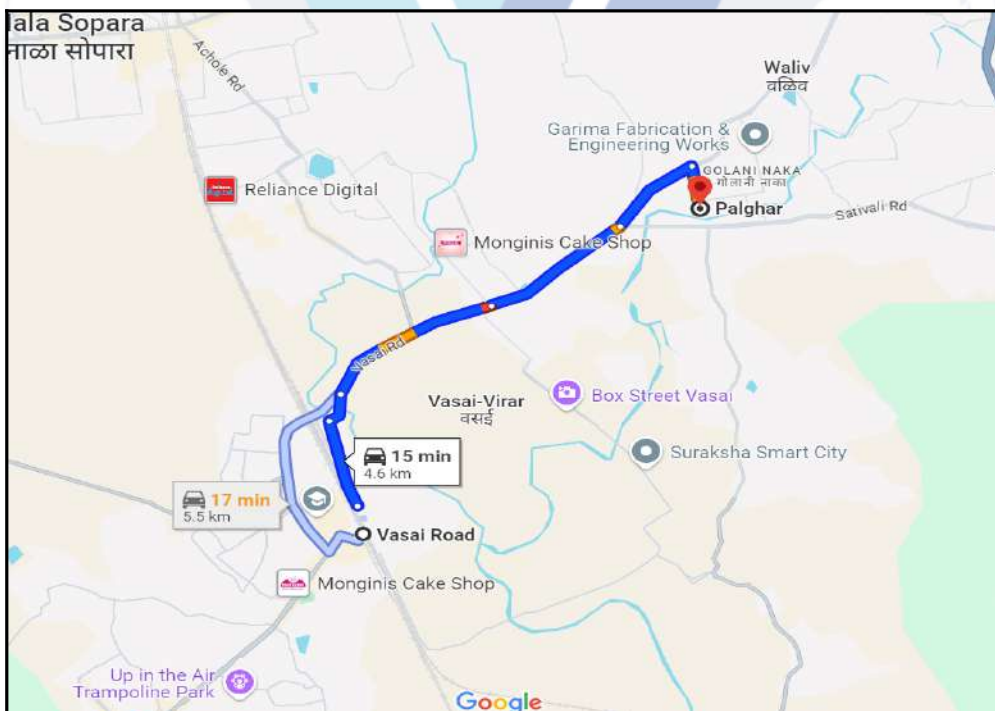 lala Sopara
नाळा सोपारा
Achole Rd
Waliv
वळिव
Garima Fabrication &
Engineering Works
GOLANI NAKA
गोलानी नाका
Reliance Digital
Palghar
Sativali Rd
Monginis Cake Shop
Vasai Rd
Vasai-Virar
वसई
Box Street Vasai
15 min
4.6 km
Suraksha Smart City
17 min
5.5 km
Vasai Road
Monginis Cake Shop
Up in the Air
Trampoline Park
Google